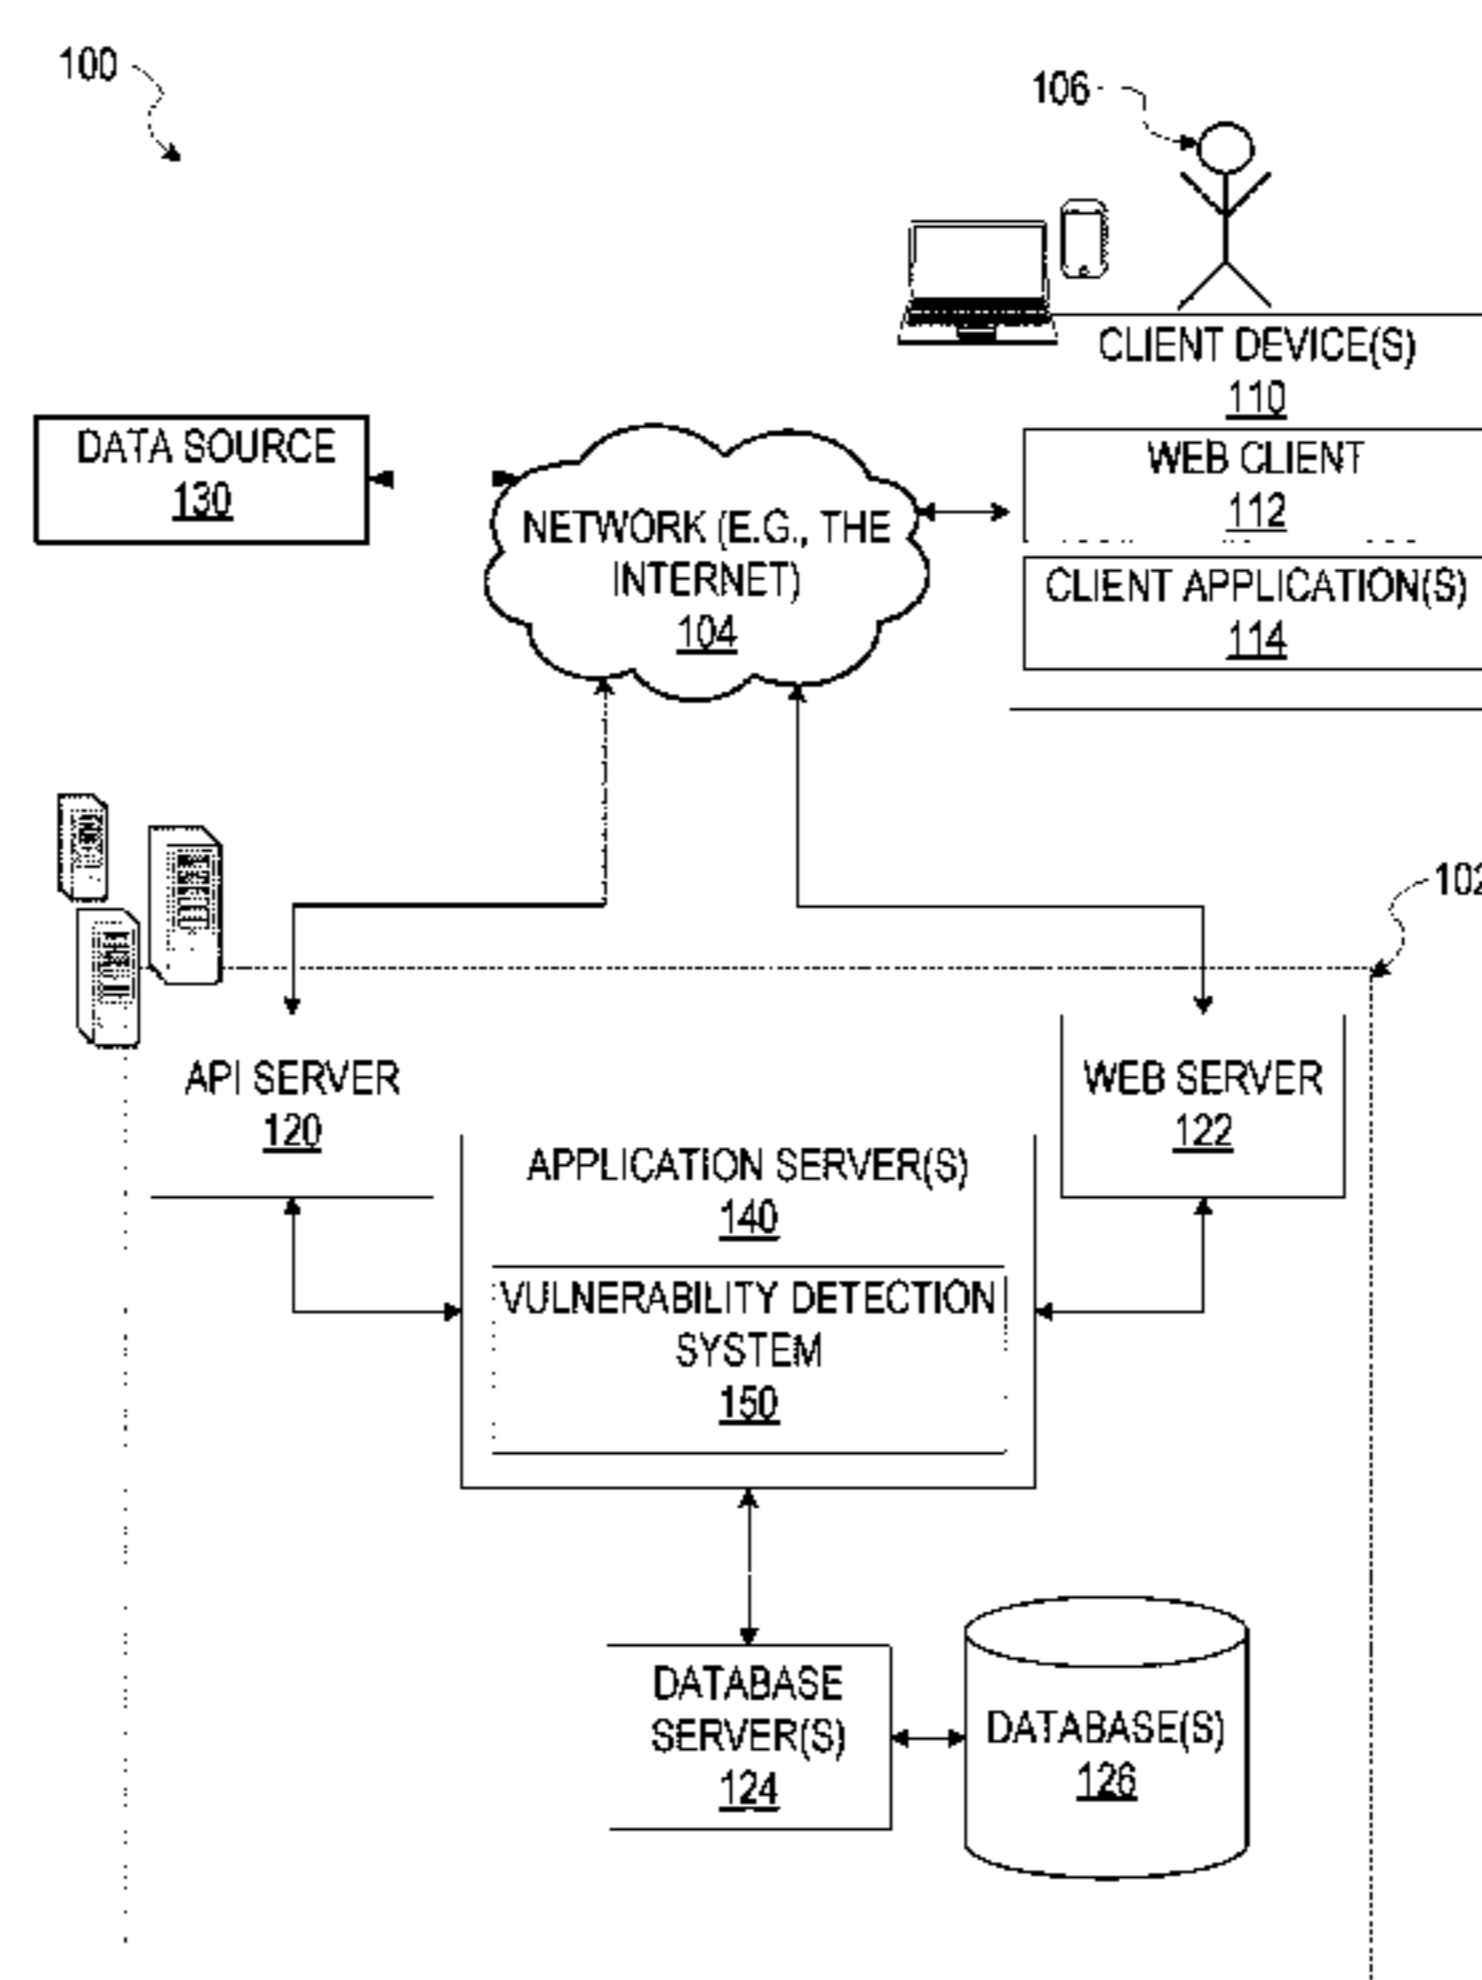 100
106
CLIENT DEVICE(S)
110
DATA SOURCE
130
WEB CLIENT
112
NETWORK (E.G., THE
INTERNET)
104
CLIENT APPLICATION(S)
114
102
API SERVER
120
WEB SERVER
122
APPLICATION SERVER(S)
140
VULNERABILITY DETECTION
SYSTEM
150
DATABASE
SERVER(S)
124
DATABASE(S)
126